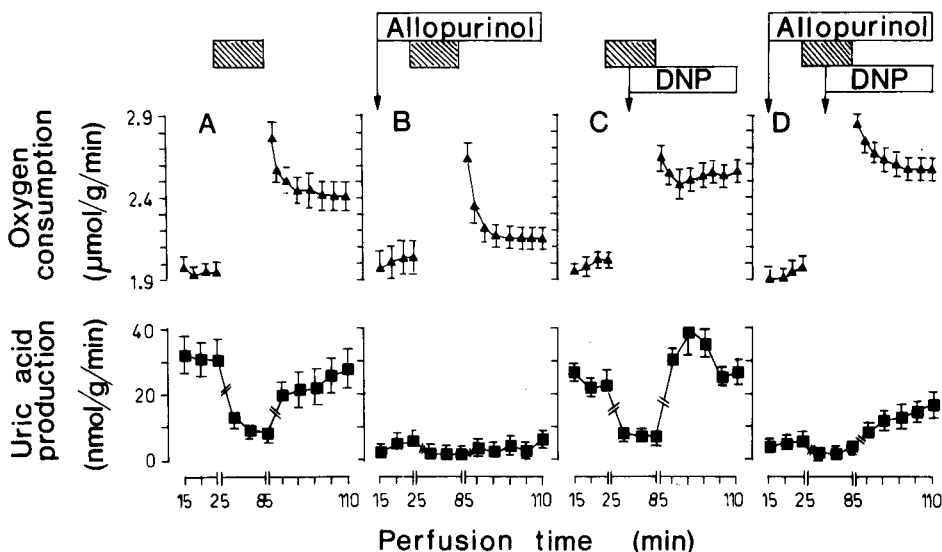 Allopurinol
Allopurinol
DNP
DNP
A
B
C
D
Oxygen
consumption
(μmol/g/min)
2.9
2.4
1.9
Uric acid
production
(nmol/g/min)
40
20
0
15 25 85 110
15 25 85 110
15 25 85 110
15 25 85 110
Perfusion time (min)